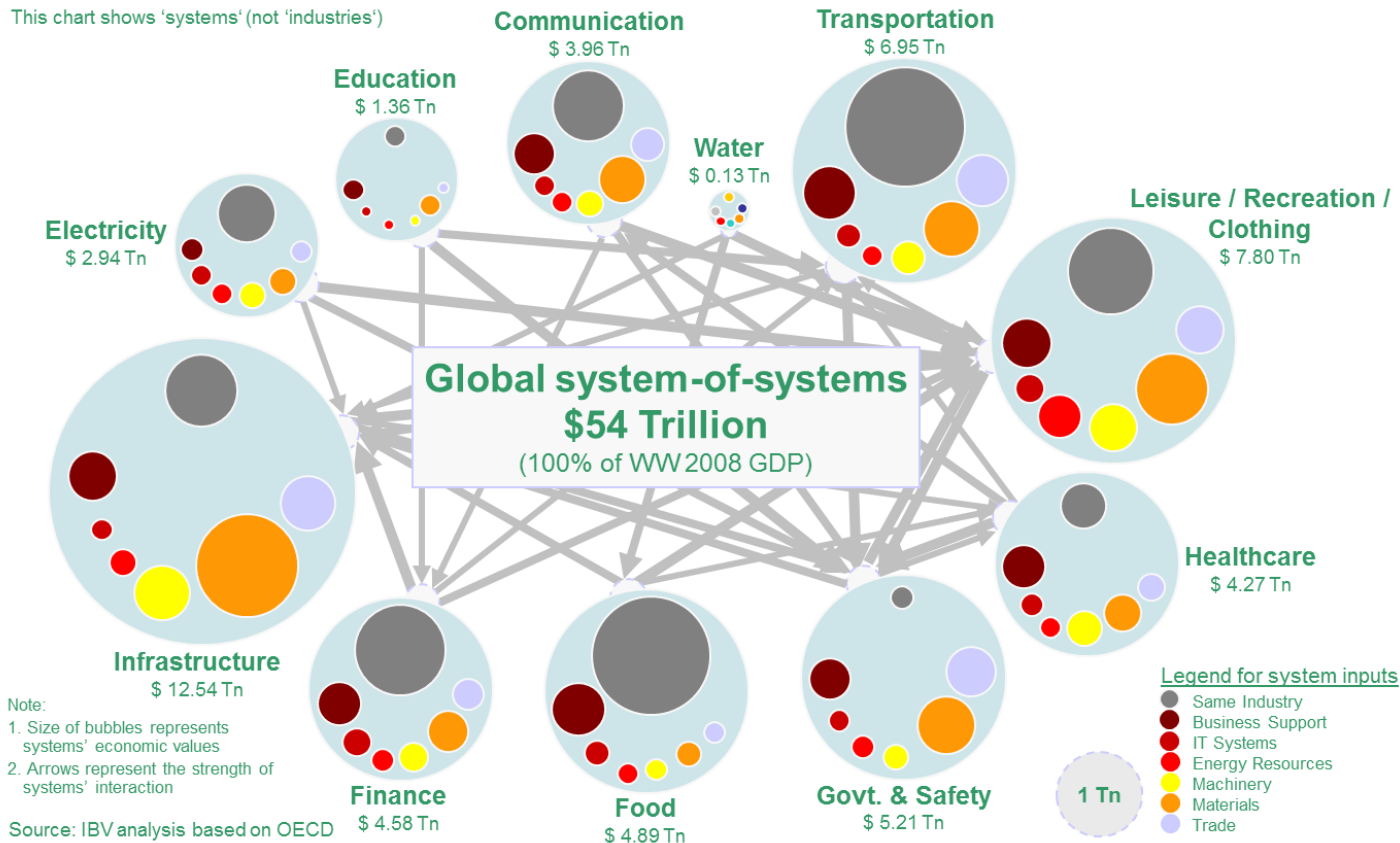 This chart shows ‘systems‘ (not ‘industries‘)
Communication
$ 3.96 Tn
Transportation
$ 6.95 Tn
Education
$ 1.36 Tn
Water
$ 0.13 Tn
Leisure / Recreation /
Clothing
$ 7.80 Tn
Electricity
$ 2.94 Tn
Global system-of-systems
$54 Trillion
(100% of WW 2008 GDP)
Healthcare
$ 4.27 Tn
Infrastructure
$ 12.54 Tn
Finance
$ 4.58 Tn
Food
$ 4.89 Tn
Govt. & Safety
$ 5.21 Tn
Note:
1. Size of bubbles represents
systems’ economic values
2. Arrows represent the strength of
systems’ interaction
Source: IBV analysis based on OECD
1 Tn
Legend for system inputs
Same Industry
Business Support
IT Systems
Energy Resources
Machinery
Materials
Trade